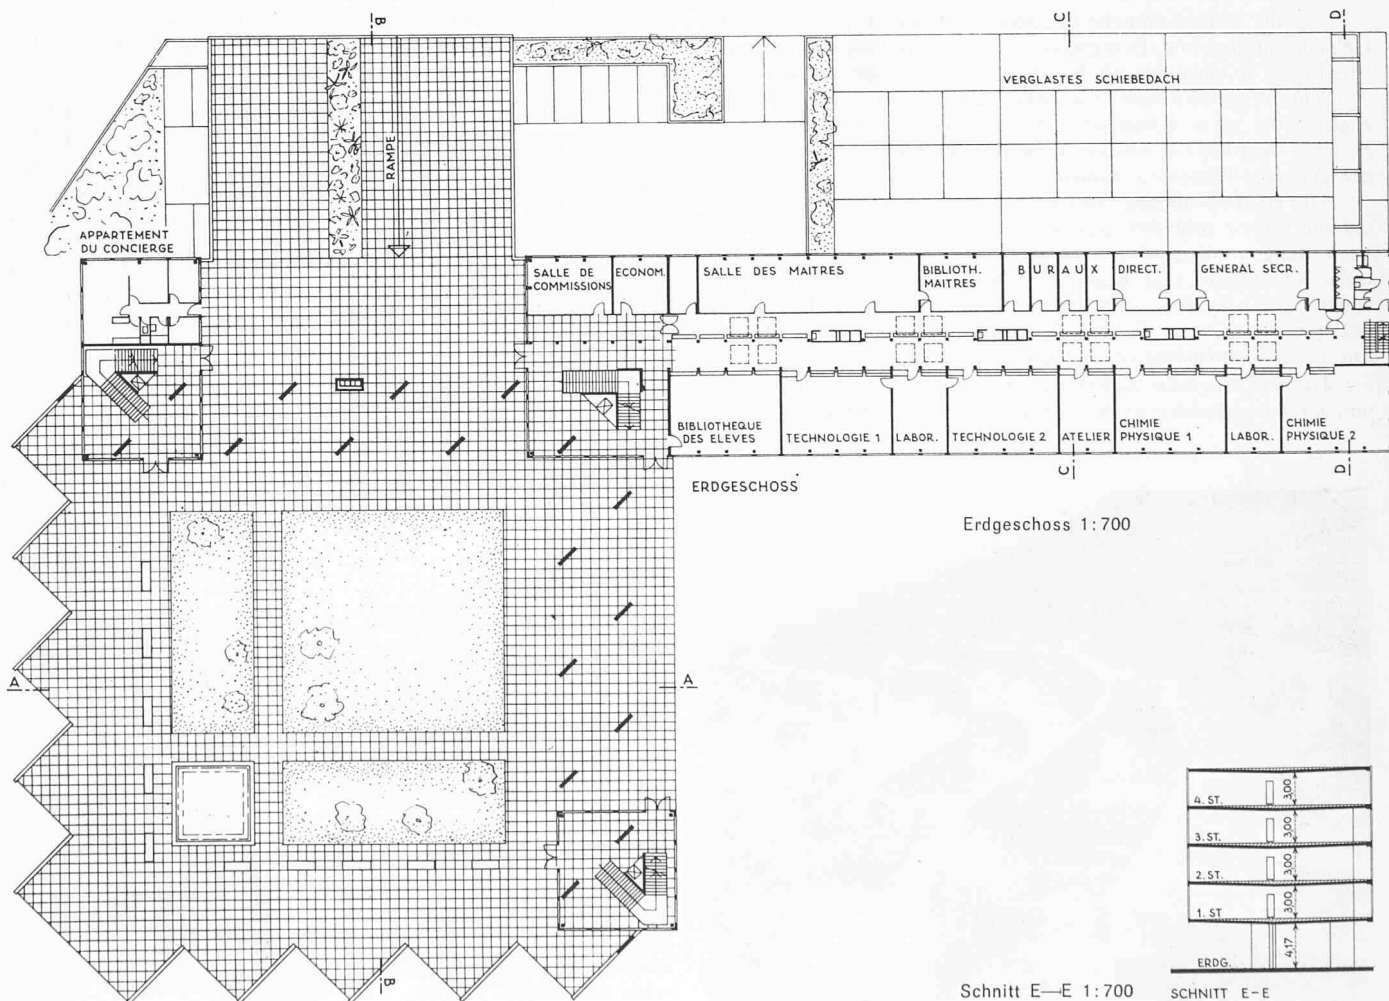 B
C
D
VERGLASTES SCHIEBEDACH
RAMPE
APPARTEMENT
DU CONCIERGE
SALLE DE
COMMISSIONS
ECONOM.
SALLE DES MAITRES
BIBLIOTH.
MAITRES
BURAUX
DIRECT.
GENERAL SECR.
BIBLIOTHEQUE
DES ELEVES
TECHNOLOGIE 1
LABOR.
TECHNOLOGIE 2
ATELIER
CHIMIE
PHYSIQUE 1
LABOR.
CHIMIE
PHYSIQUE 2
C
D
ERDGESCHOSS
Erdgeschoss 1:700
A
A
B
4. ST.
3,00
3. ST.
3,00
2. ST.
3,00
1. ST
3,00
ERDG.
4,17
Schnitt E—E 1:700
SCHNITT E-E